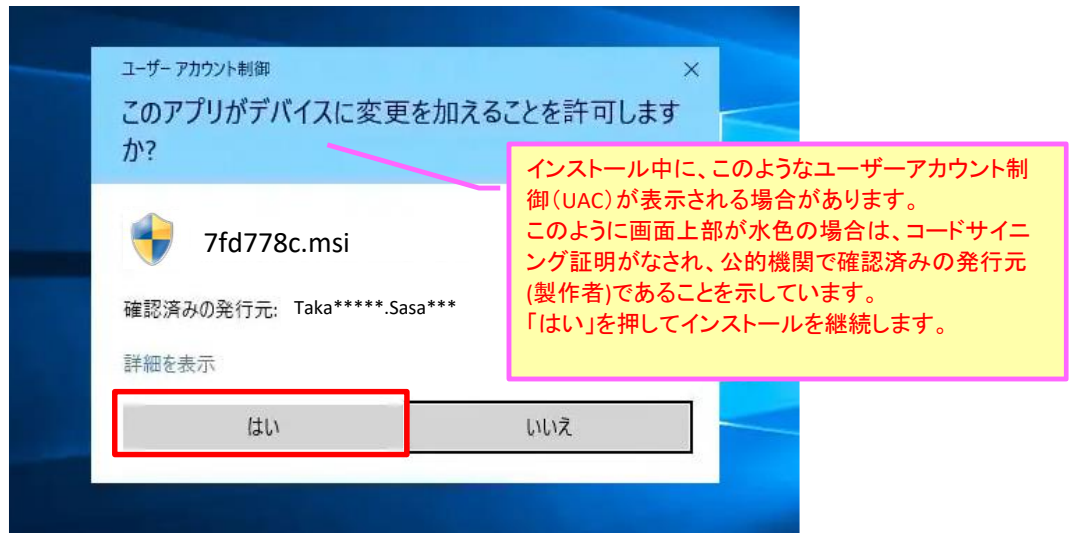 ユーザー アカウント制御
このアプリがデバイスに変更を加えることを許可します
か?
インストール中に、このようなユーザーアカウント制
御（UAC）が表示される場合があります。
このように画面上部が水色の場合は、コードサイニ
ング証明がなされ、公的機関で確認済みの発行元
(製作者)であることを示しています。
「はい」を押してインストールを継続します。
7fd778c.msi
確認済みの発行元: Taka*****.Sasa***
詳細を表示
はい
いいえ